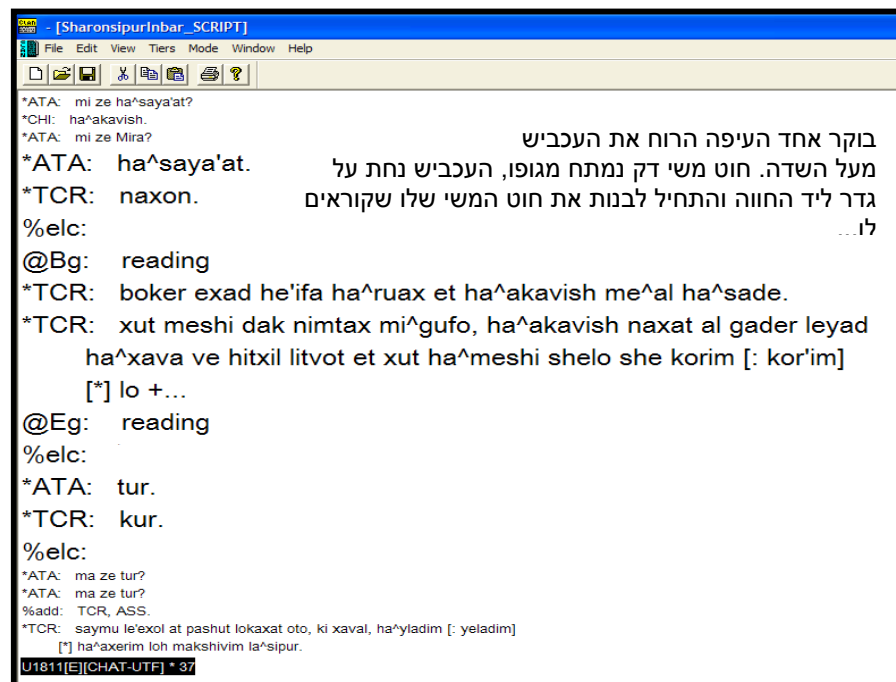 - [SharonsipurInbar_SCRIPT]
File Edit View Tiers Mode Window Help
*ATA: mi ze ha^saya'at?
*CHI: ha^akavish.
*ATA: mi ze Mira?
*ATA: ha^saya'at.
*TCR: naxon.
%elc:
@Bg: reading
*TCR: boker exad he'ifa ha^ruax et ha^akavish me^al ha^sade.
*TCR: xut meshi dak nimtax mi^gufo, ha^akavish naxat al gader leyad
ha^xava ve hitxil litvot et xut ha^meshi shelo she korim [: kor'im]
[*] lo +...
@Eg: reading
%elc:
*ATA: tur.
*TCR: kur.
%elc:
*ATA: ma ze tur?
*ATA: ma ze tur?
%add: TCR, ASS.
*TCR: saymu le'exol at pashut lokaxat oto, ki xaval, ha^yladim [: yeladim]
[*] ha^axerim loh makshivim la^sipur.
U1811[E][CHAT-UTF] * 37
בוקר אחד העיפה הרוח את העכביש
מעל השדה. חוט משי דק נמתח מגופו, העכביש נחת על
גדר ליד החווה והתחיל לבנות את חוט המשי שלו שקוראים
לו...